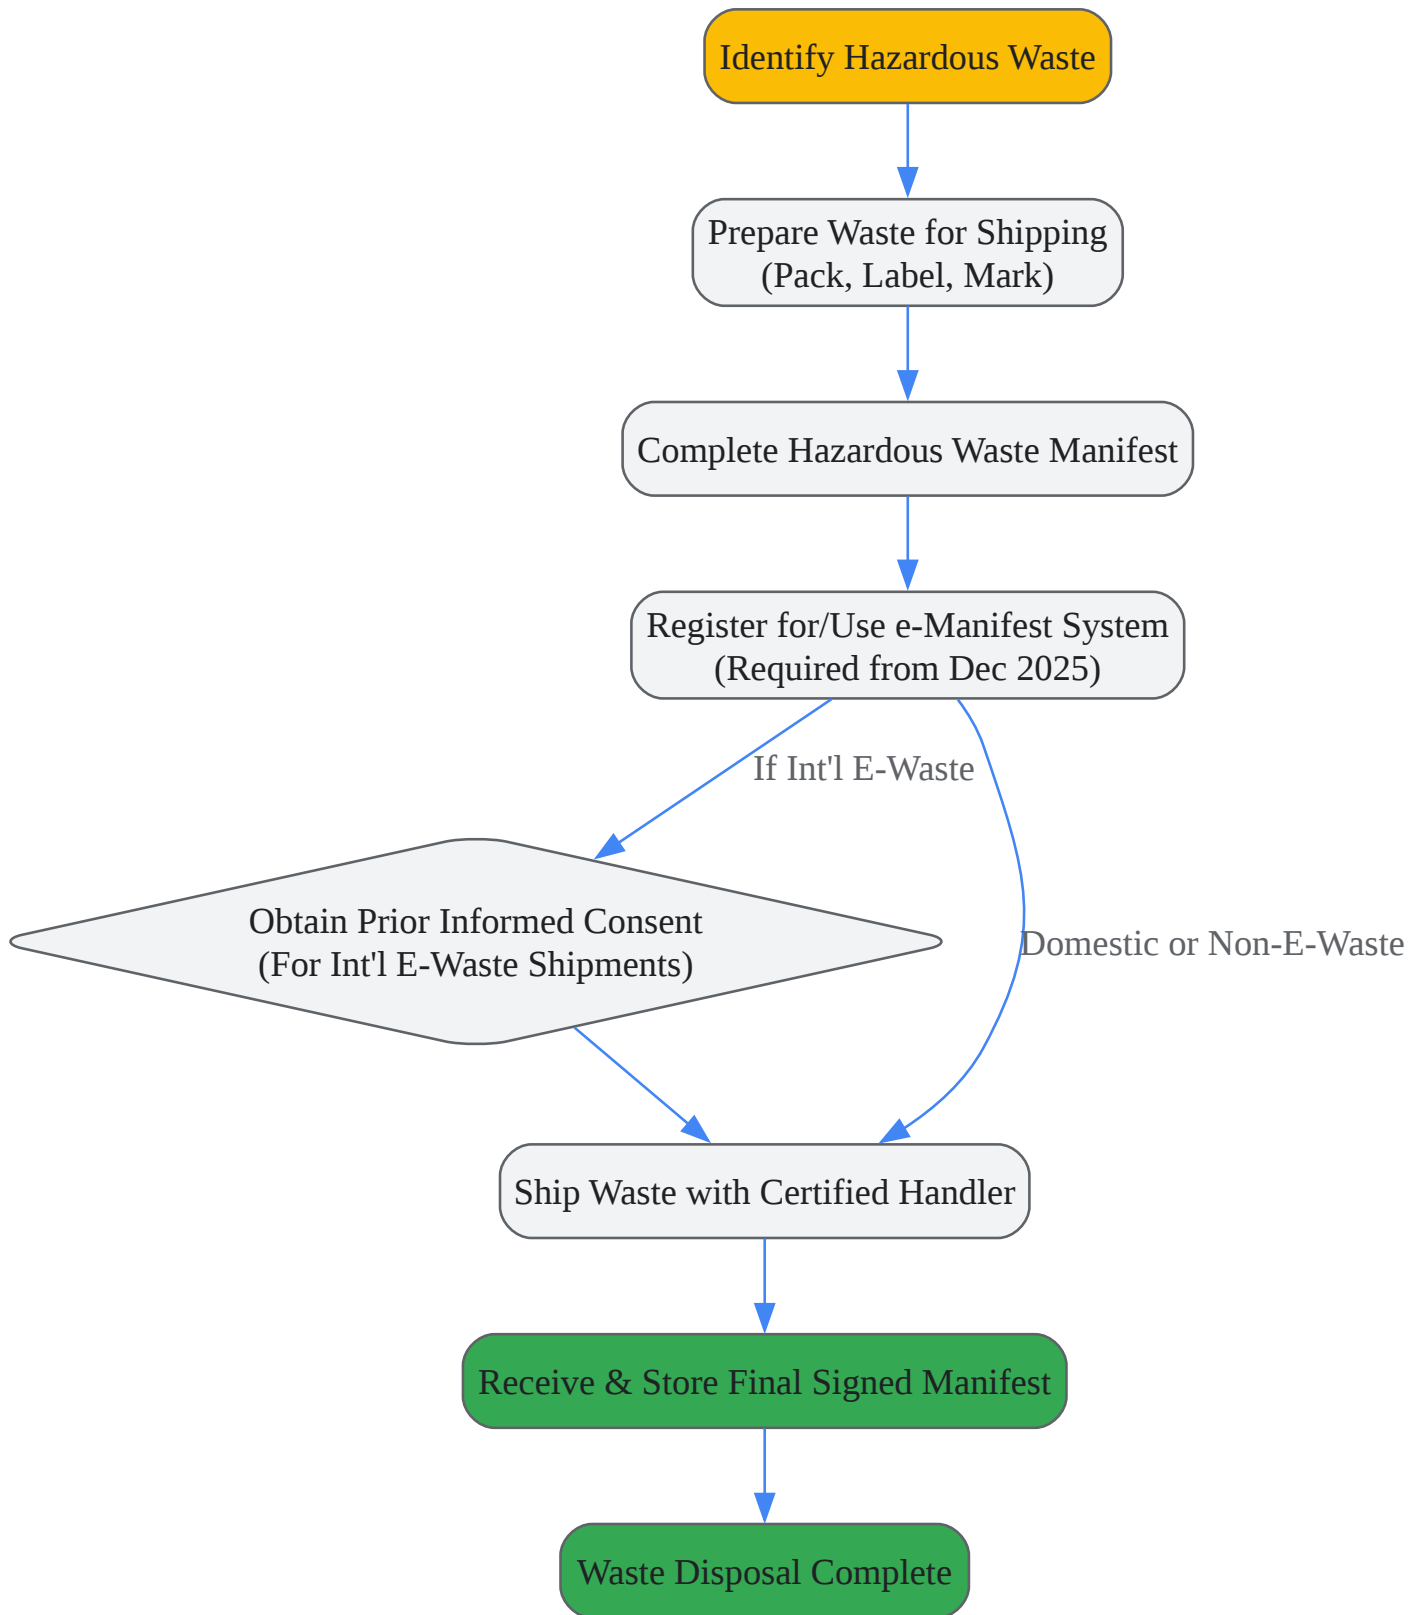 Identify Hazardous Waste
Prepare Waste for Shipping
(Pack, Label, Mark)
Complete Hazardous Waste Manifest
Register for/Use e-Manifest System
(Required from Dec 2025)
If Int'l E-Waste
Obtain Prior Informed Consent
(For Int'l E-Waste Shipments)
Domestic or Non-E-Waste
Ship Waste with Certified Handler
Receive & Store Final Signed Manifest
Waste Disposal Complete